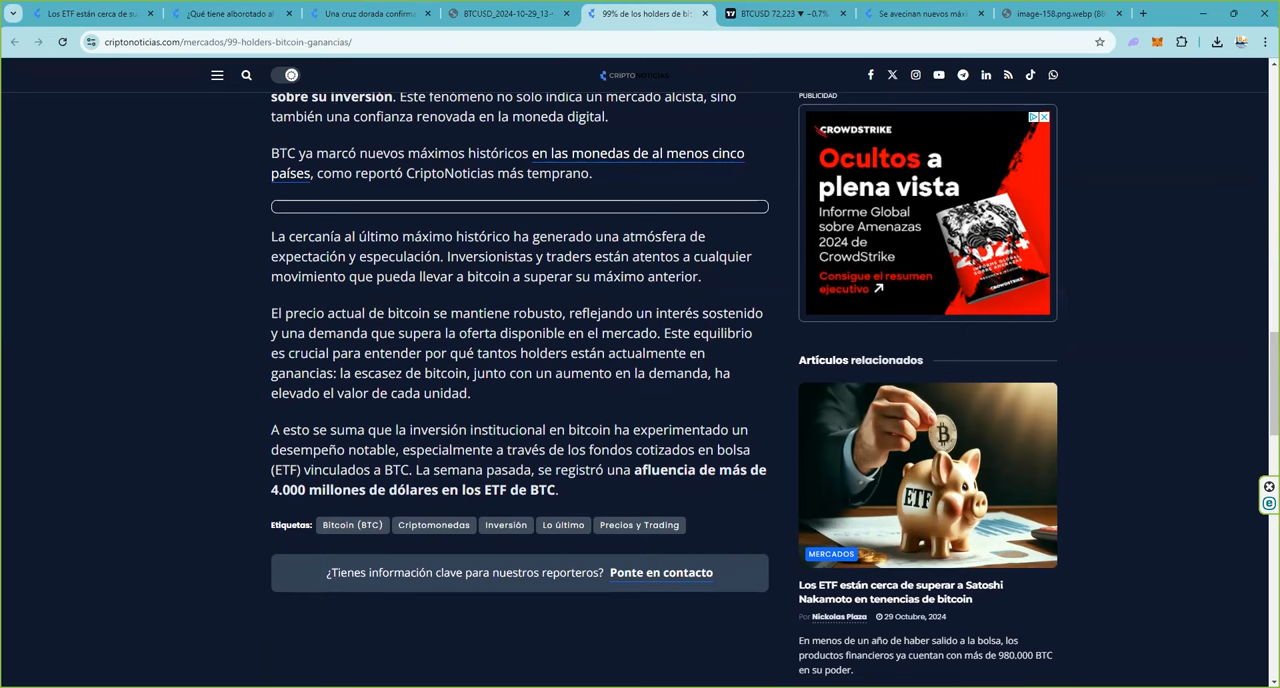 Los ETF están cerca de su
¿Qué tiene alborotado al
Una cruz dorada confirma
BTCUSD_2024-10-29_13-
99% de los holders de bi
BTCUSD 72,223 ▼ −0.7%
Se avecinan nuevos máx
image-158.png.webp (88
criptonoticias.com/mercados/99-holders-bitcoin-ganancias/
CRIPTONOTICIAS
sobre su inversión. Este fenómeno no solo indica un mercado alcista, sino
también una confianza renovada en la moneda digital.
BTC ya marcó nuevos máximos históricos en las monedas de al menos cinco
países, como reportó CriptoNoticias más temprano.
La cercanía al último máximo histórico ha generado una atmósfera de
expectación y especulación. Inversionistas y traders están atentos a cualquier
movimiento que pueda llevar a bitcoin a superar su máximo anterior.
El precio actual de bitcoin se mantiene robusto, reflejando un interés sostenido
y una demanda que supera la oferta disponible en el mercado. Este equilibrio
es crucial para entender por qué tantos holders están actualmente en
ganancias: la escasez de bitcoin, junto con un aumento en la demanda, ha
elevado el valor de cada unidad.
A esto se suma que la inversión institucional en bitcoin ha experimentado un
desempeño notable, especialmente a través de los fondos cotizados en bolsa
(ETF) vinculados a BTC. La semana pasada, se registró una afluencia de más de
4.000 millones de dólares en los ETF de BTC.
Etiquetas: Bitcoin (BTC) Criptomonedas Inversión Lo último Precios y Trading
¿Tienes información clave para nuestros reporteros? Ponte en contacto
PUBLICIDAD
CROWDSTRIKE
Ocultos a
plena vista
Informe Global
sobre Amenazas
2024 de
CrowdStrike
Consigue el resumen
ejecutivo
Artículos relacionados
ETF
MERCADOS
Los ETF están cerca de superar a Satoshi
Nakamoto en tenencias de bitcoin
Por Nickolas Plaza 29 Octubre, 2024
En menos de un año de haber salido a la bolsa, los
productos financieros ya cuentan con más de 980.000 BTC
en su poder.